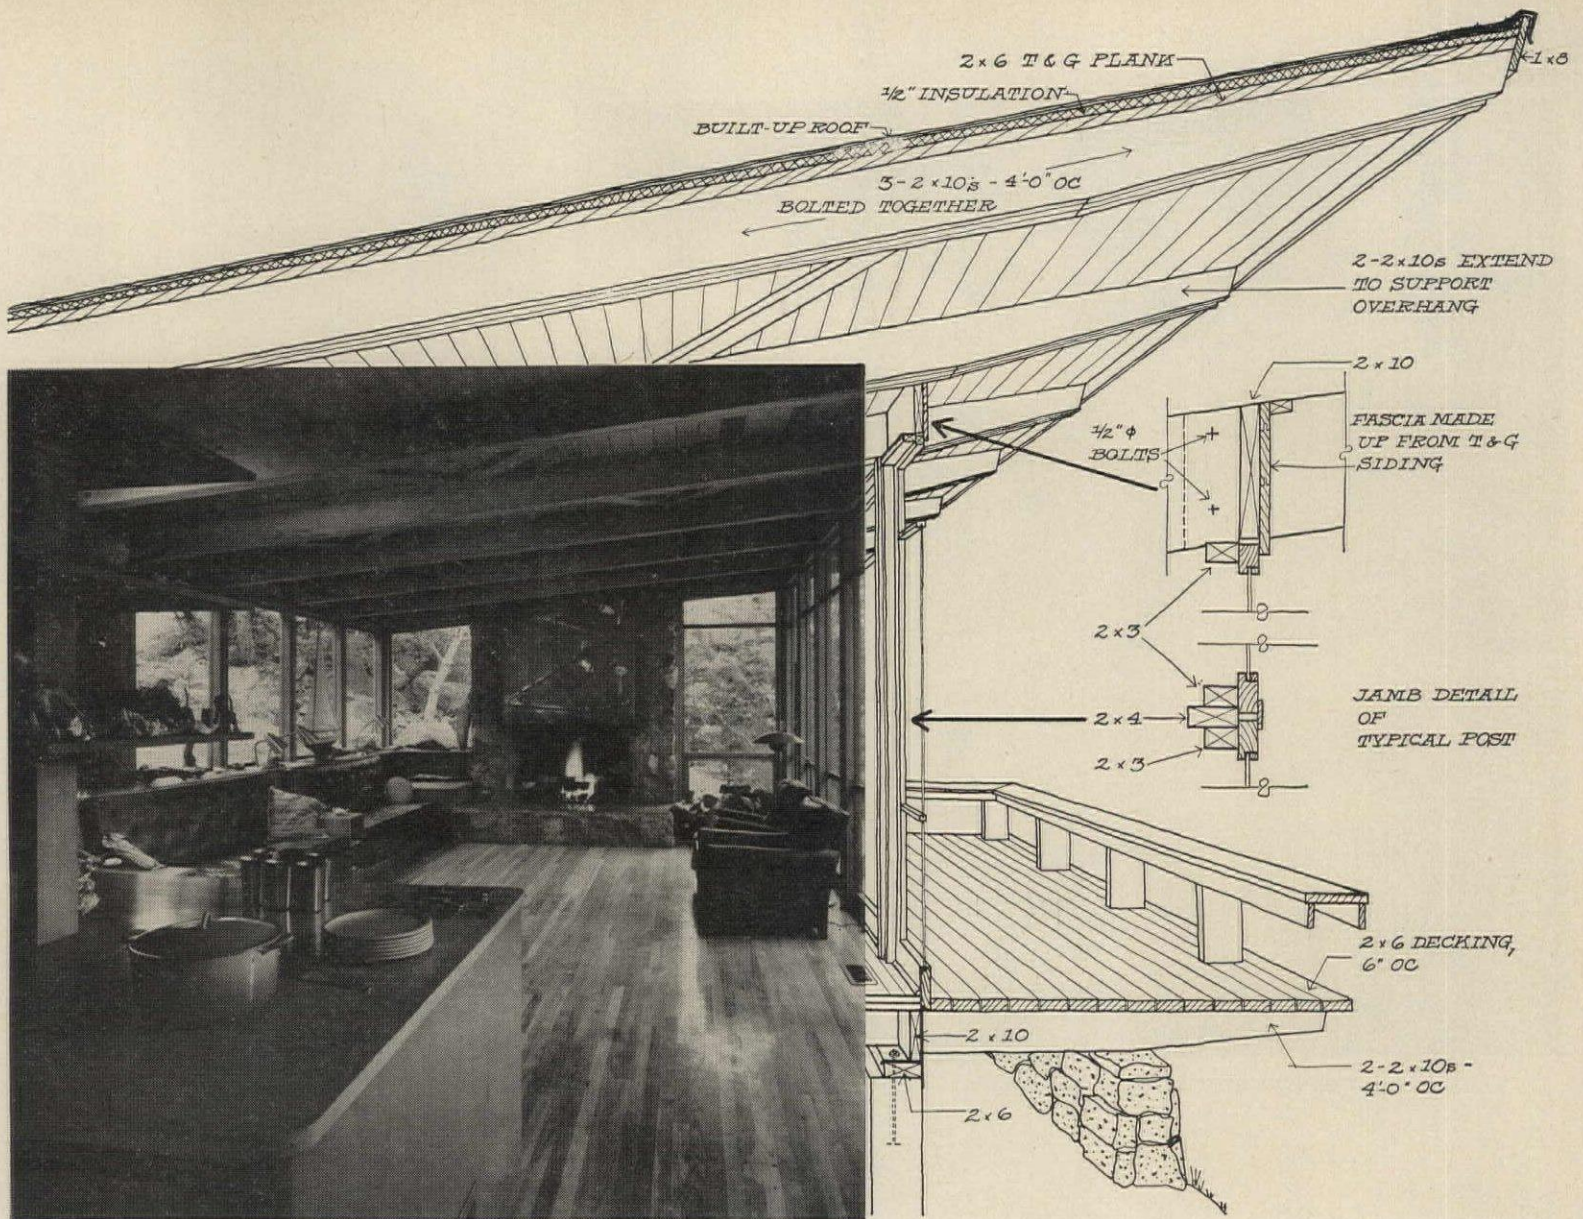 2×6 T & G PLANK
1×8
1/2" INSULATION
BUILT-UP ROOF
3-2×10's - 4'-0" OC
BOLTED TOGETHER
2-2×10s EXTEND
TO SUPPORT
OVERHANG
2×10
1/2" φ
BOLTS
FASCIA MADE
UP FROM T & G
SIDING
2×3
2×4
2×3
JAMB DETAIL
OF
TYPICAL POST
2×6 DECKING,
6" OC
2×10
2-2×10s -
4'-0" OC
2×6